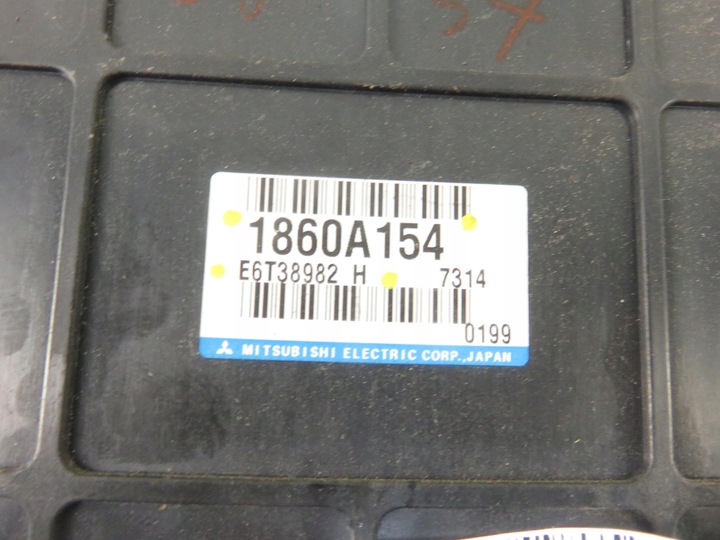 1860A154
E6T38982 H 7314
0199
MITSUBISHI ELECTRIC CORP., JAPAN